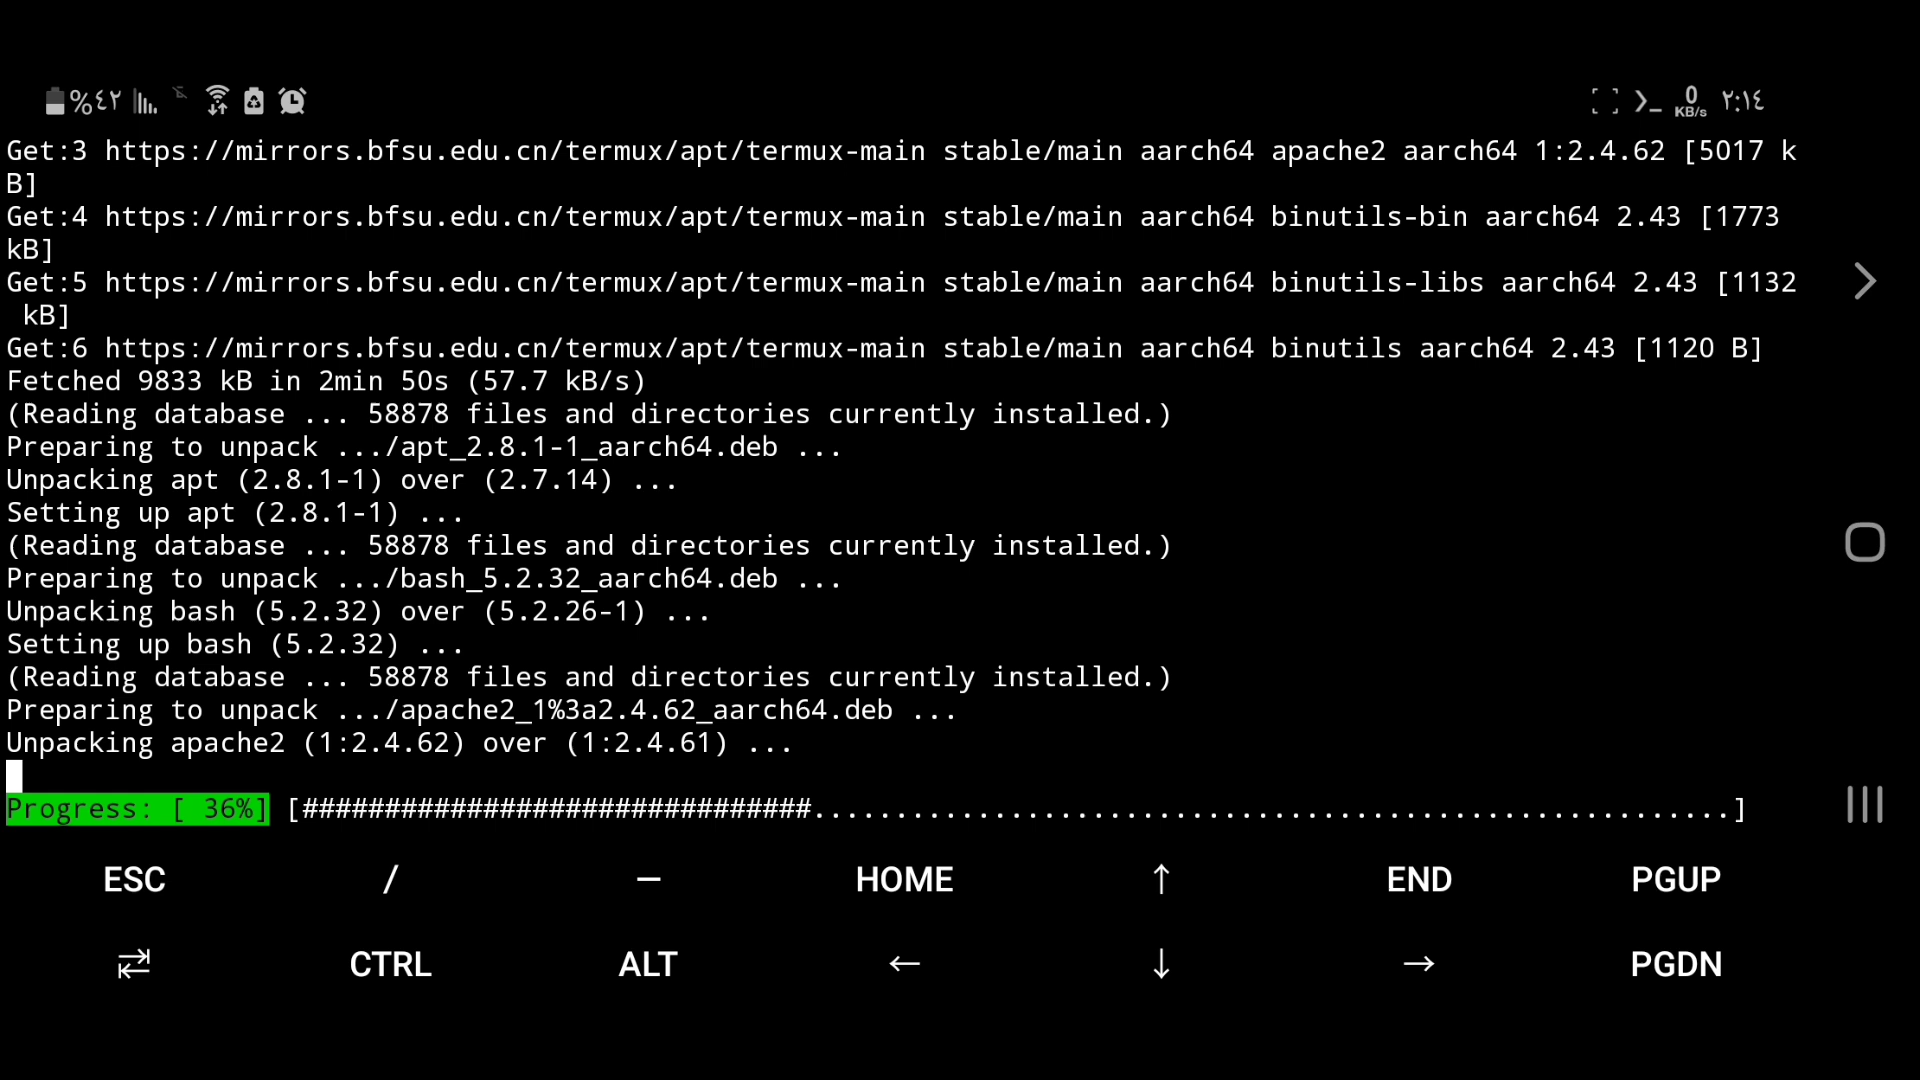 %٤٢
0 KB/s ٢:١٤
Get:3 https://mirrors.bfsu.edu.cn/termux/apt/termux-main stable/main aarch64 apache2 aarch64 1:2.4.62 [5017 k
B]
Get:4 https://mirrors.bfsu.edu.cn/termux/apt/termux-main stable/main aarch64 binutils-bin aarch64 2.43 [1773
kB]
Get:5 https://mirrors.bfsu.edu.cn/termux/apt/termux-main stable/main aarch64 binutils-libs aarch64 2.43 [1132
 kB]
Get:6 https://mirrors.bfsu.edu.cn/termux/apt/termux-main stable/main aarch64 binutils aarch64 2.43 [1120 B]
Fetched 9833 kB in 2min 50s (57.7 kB/s)
(Reading database ... 58878 files and directories currently installed.)
Preparing to unpack .../apt_2.8.1-1_aarch64.deb ...
Unpacking apt (2.8.1-1) over (2.7.14) ...
Setting up apt (2.8.1-1) ...
(Reading database ... 58878 files and directories currently installed.)
Preparing to unpack .../bash_5.2.32_aarch64.deb ...
Unpacking bash (5.2.32) over (5.2.26-1) ...
Setting up bash (5.2.32) ...
(Reading database ... 58878 files and directories currently installed.)
Preparing to unpack .../apache2_1%3a2.4.62_aarch64.deb ...
Unpacking apache2 (1:2.4.62) over (1:2.4.61) ...
Progress: [ 36%] [###############################........................................................]
ESC / — HOME ↑ END PGUP
⇄ CTRL ALT ← ↓ → PGDN